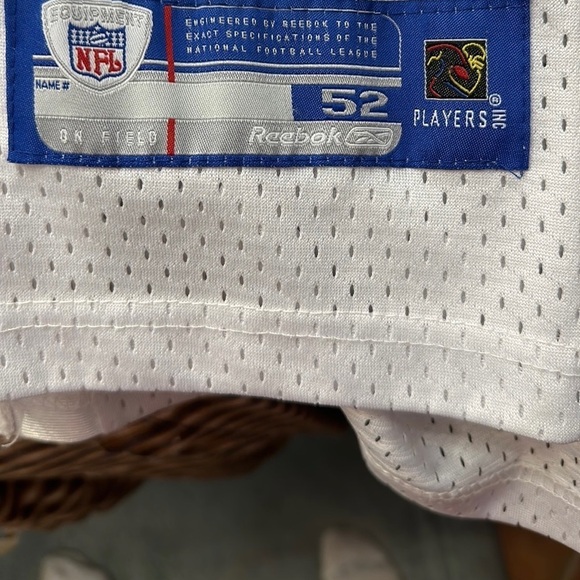 EQUIPMENT
NFL
ENGINEERED BY REEBOK TO THE
EXACT SPECIFICATIONS OF THE
NATIONAL FOOTBALL LEAGUE
NAME #
52
ON FIELD
Reebok
PLAYERS INC®